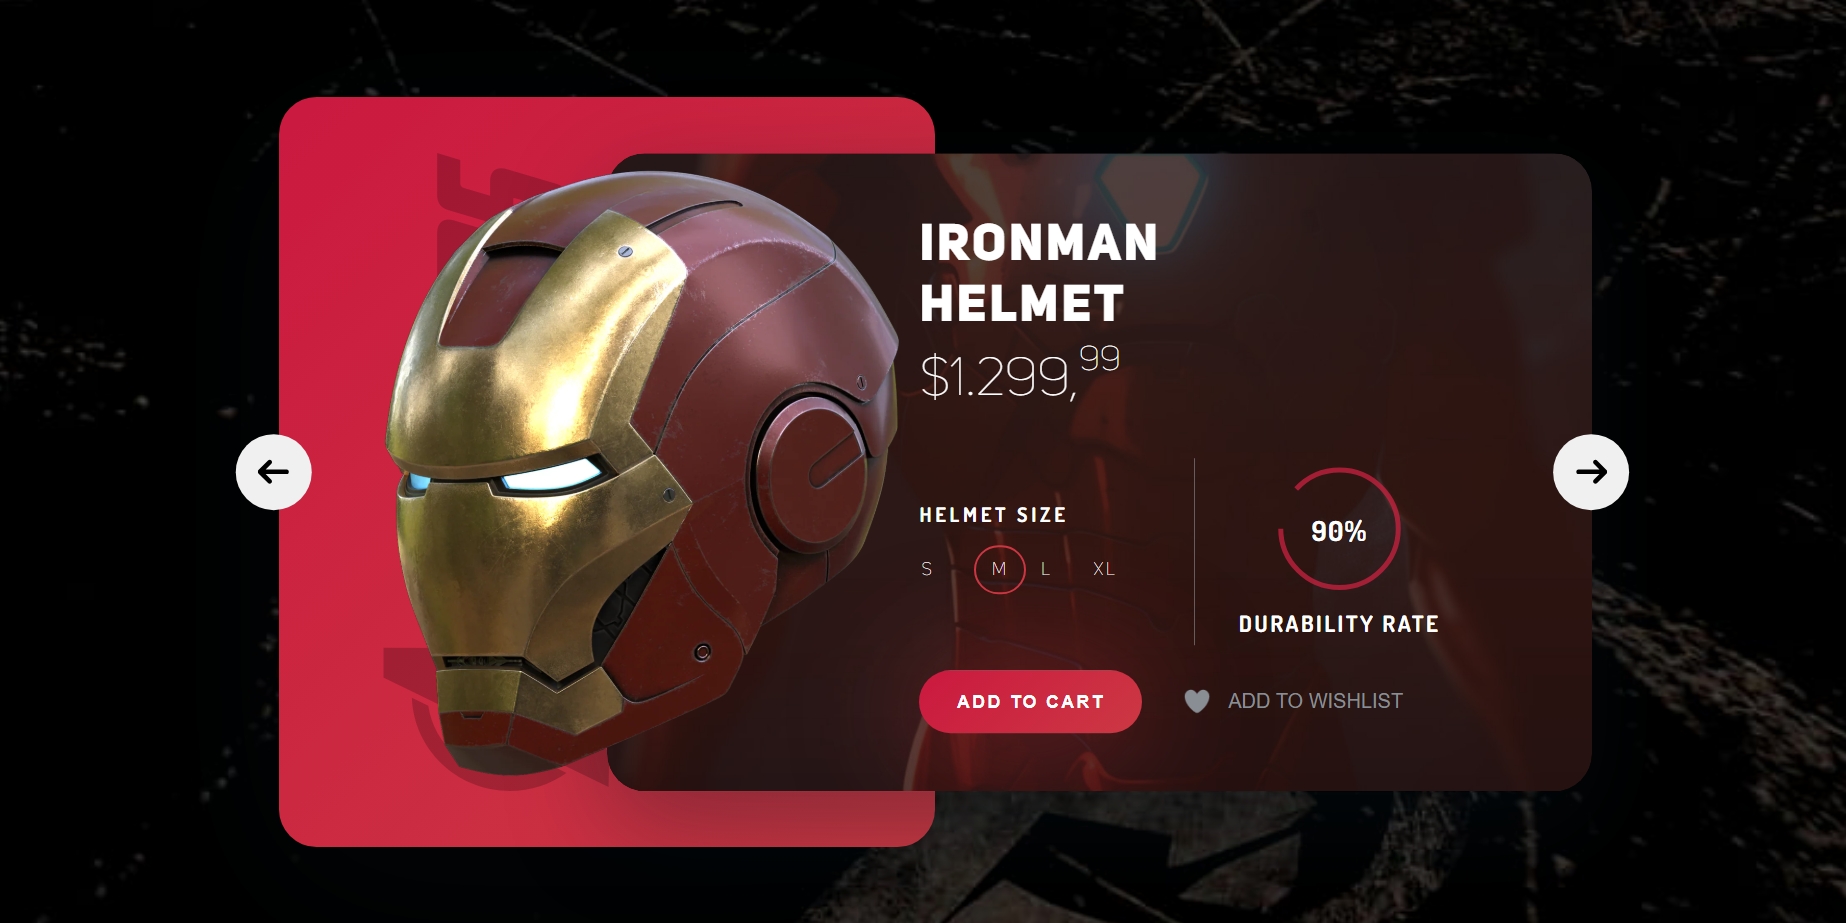 IRONMAN
HELMET
$1.299,99
HELMET SIZE
S M L XL
90%
DURABILITY RATE
ADD TO CART
ADD TO WISHLIST